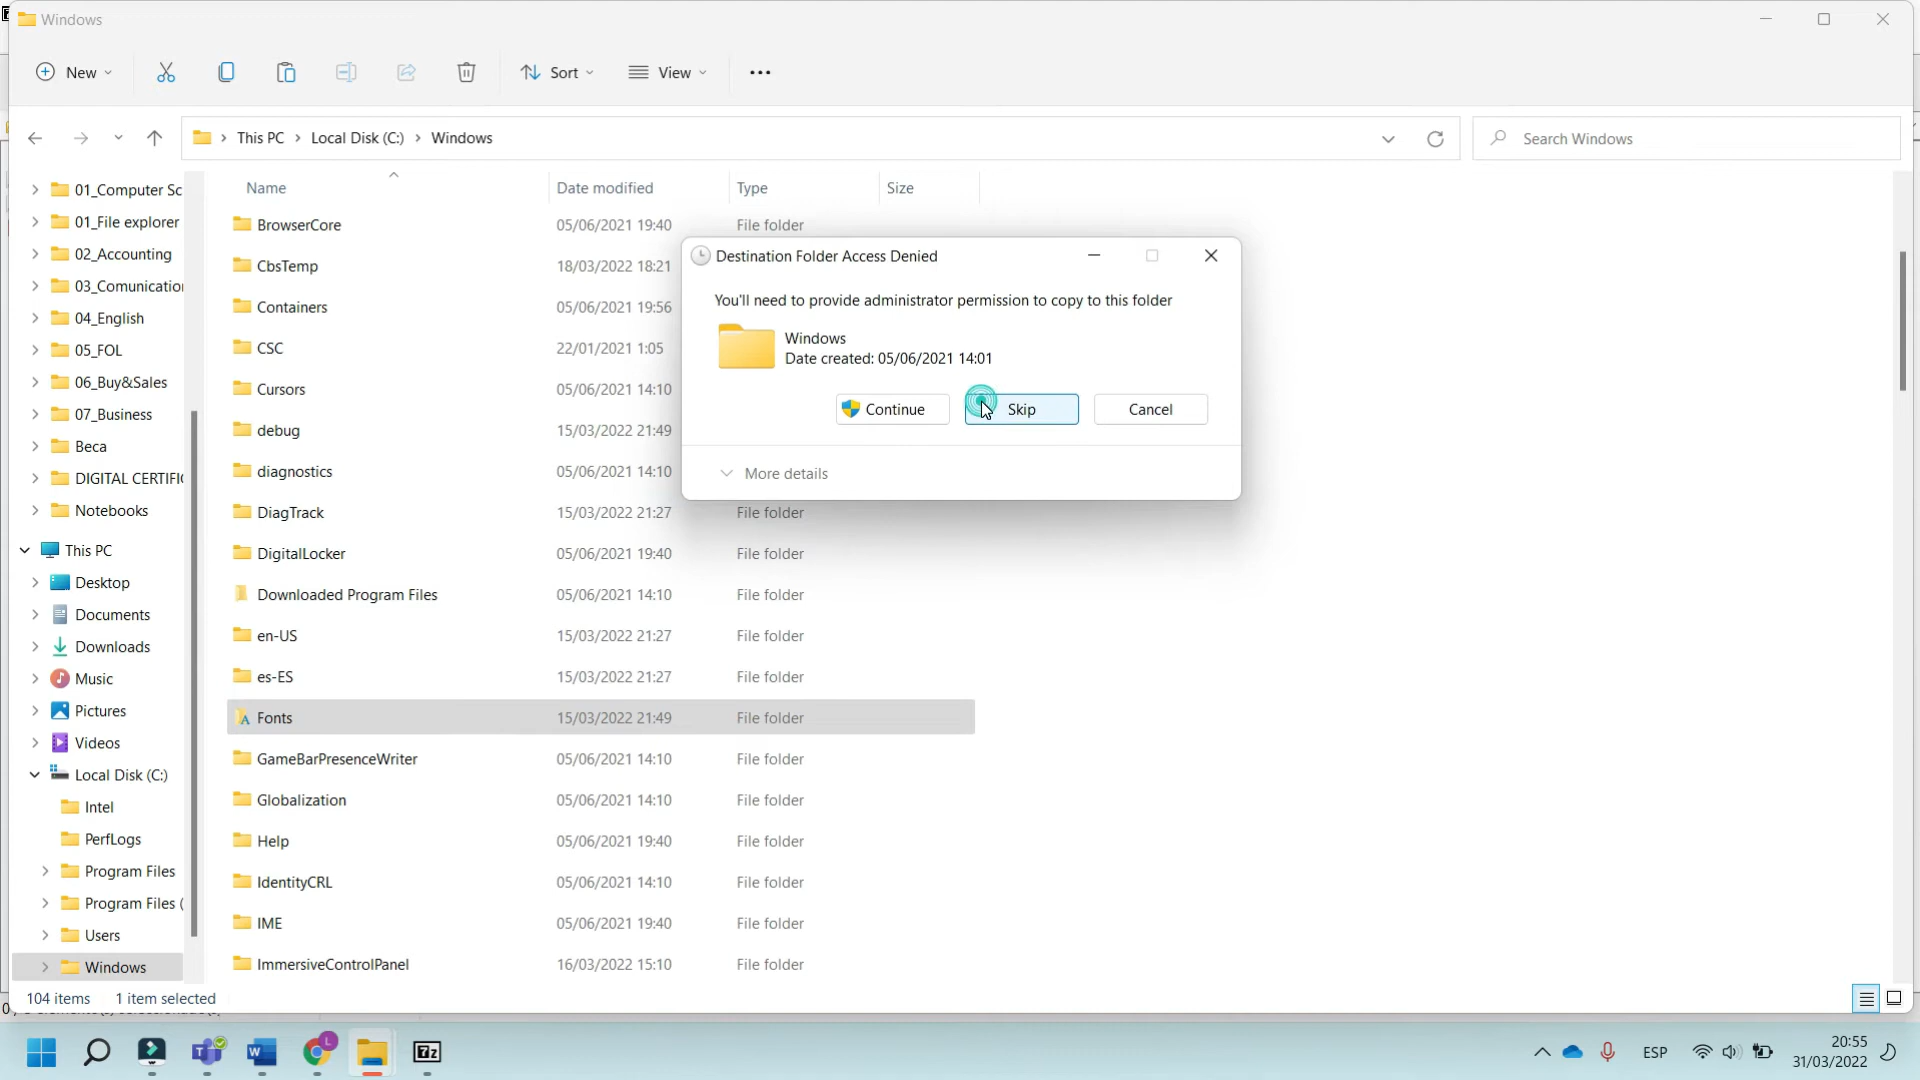 Windows
New
Sort
View
This PC
Local Disk (C:)
Windows
Search Windows
01_Computer Sc
01_File explorer
02_Accounting
03_Comunication
04_English
05_FOL
06_Buy&Sales
07_Business
Beca
DIGITAL CERTIFIC
Notebooks
This PC
Desktop
Documents
Downloads
Music
Pictures
Videos
Local Disk (C:)
Intel
PerfLogs
Program Files
Program Files (
Users
Windows
Name Date modified Type Size
BrowserCore 05/06/2021 19:40 File folder
CbsTemp 18/03/2022 18:21
Containers 05/06/2021 19:56
CSC 22/01/2021 1:05
Cursors 05/06/2021 14:10
debug 15/03/2022 21:49
diagnostics 05/06/2021 14:10
DiagTrack 15/03/2022 21:27 File folder
DigitalLocker 05/06/2021 19:40 File folder
Downloaded Program Files 05/06/2021 14:10 File folder
en-US 15/03/2022 21:27 File folder
es-ES 15/03/2022 21:27 File folder
Fonts 15/03/2022 21:49 File folder
GameBarPresenceWriter 05/06/2021 14:10 File folder
Globalization 05/06/2021 14:10 File folder
Help 05/06/2021 19:40 File folder
IdentityCRL 05/06/2021 14:10 File folder
IME 05/06/2021 19:40 File folder
ImmersiveControlPanel 16/03/2022 15:10 File folder
Destination Folder Access Denied
You'll need to provide administrator permission to copy to this folder
Windows
Date created: 05/06/2021 14:01
Continue
Skip
Cancel
More details
104 items 1 item selected
L
7z
ESP
20:55
31/03/2022